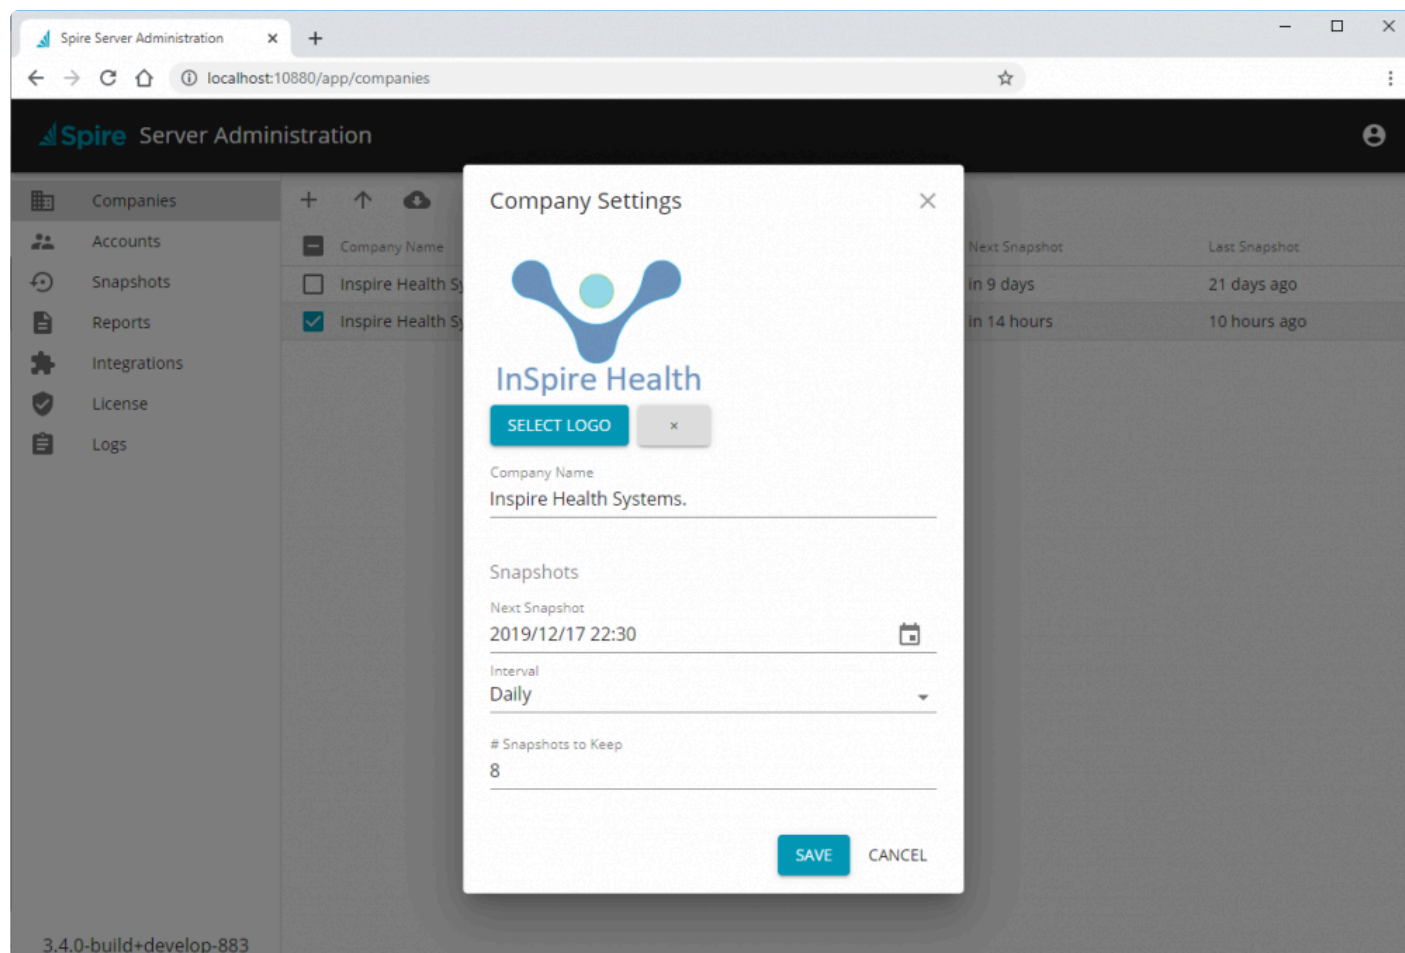 Spire Server Administration
localhost:10880/app/companies
Spire Server Administration
Companies
Accounts
Snapshots
Reports
Integrations
License
Logs
3.4.0-build+develop-883
Company Name
Next Snapshot
Last Snapshot
Inspire Health Sy
in 9 days
21 days ago
Inspire Health Sy
in 14 hours
10 hours ago
Company Settings
InSpire Health
SELECT LOGO
×
Company Name
Inspire Health Systems.
Snapshots
Next Snapshot
2019/12/17 22:30
Interval
Daily
# Snapshots to Keep
8
SAVE CANCEL